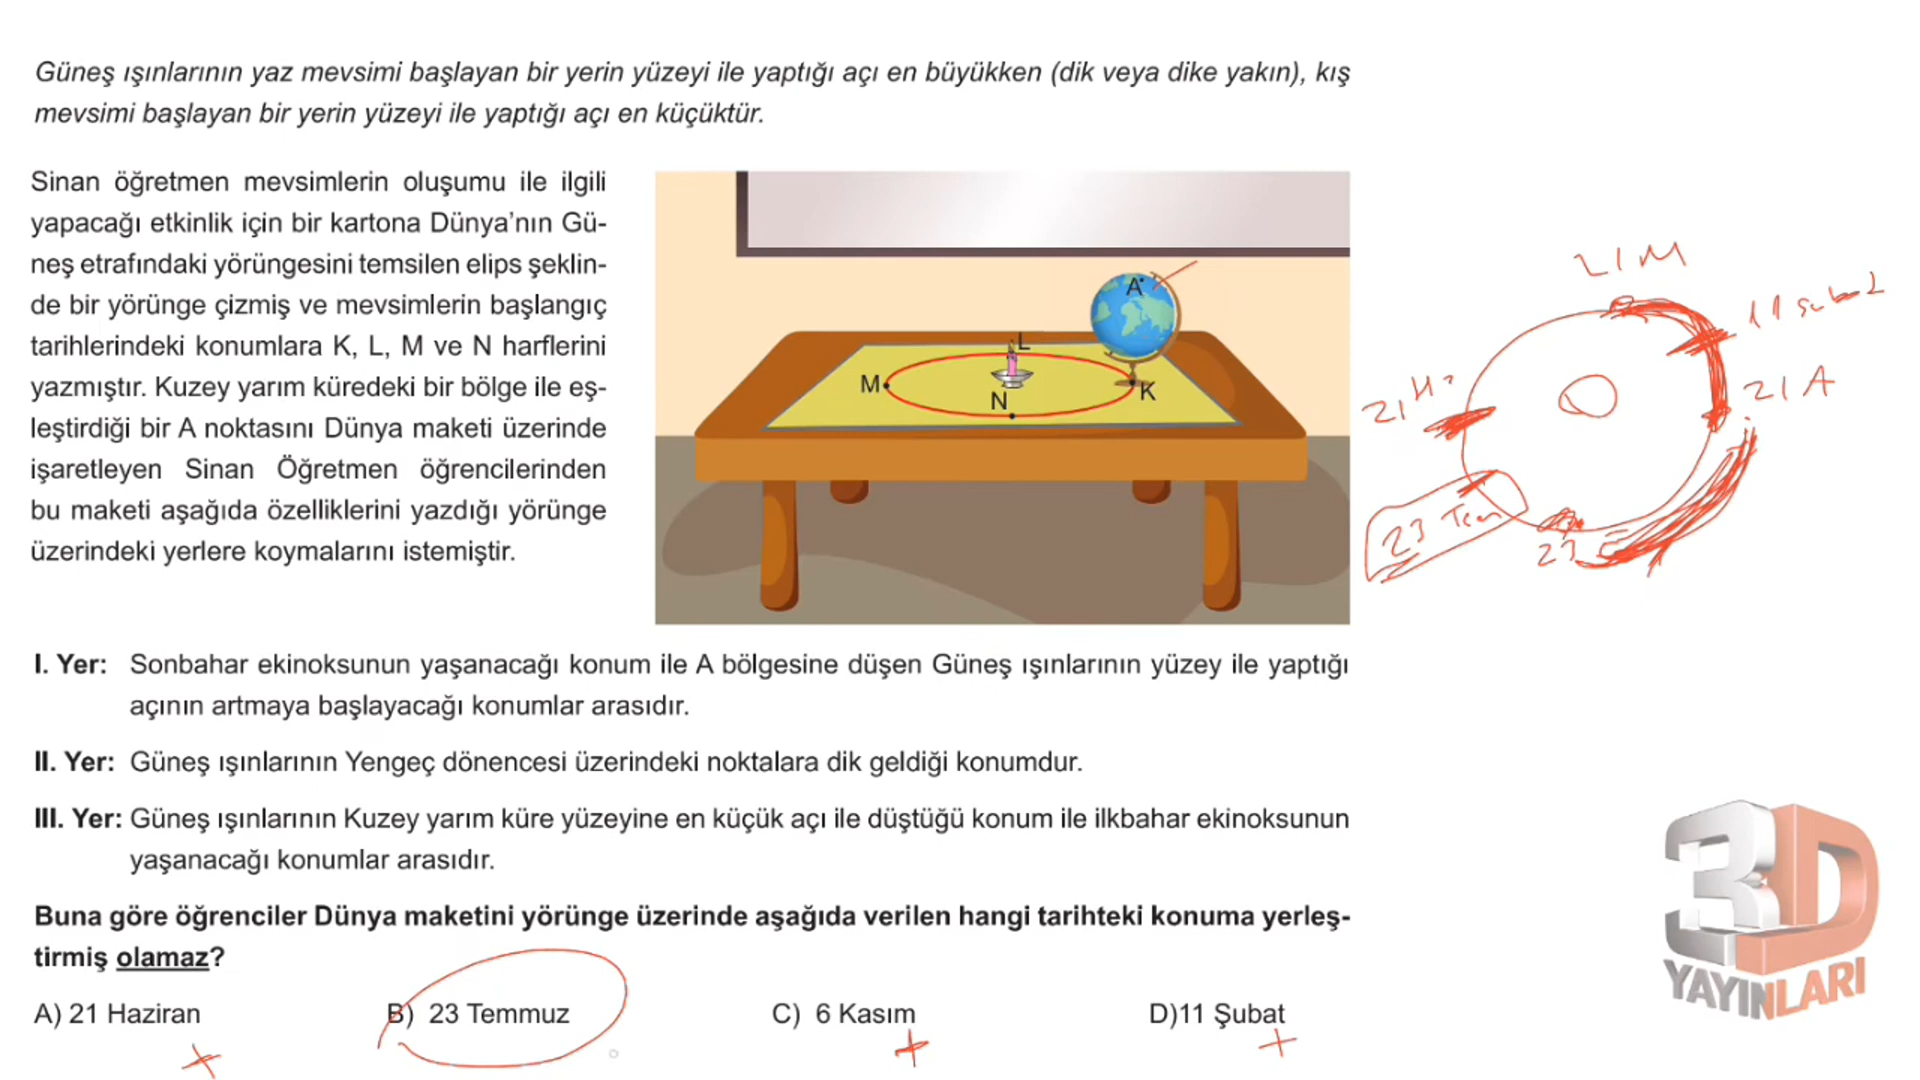 Güneş ışınlarının yaz mevsimi başlayan bir yerin yüzeyi ile yaptığı açı en büyükken (dik veya dike yakın), kış
mevsimi başlayan bir yerin yüzeyi ile yaptığı açı en küçüktür.
Sinan öğretmen mevsimlerin oluşumu ile ilgili
yapacağı etkinlik için bir kartona Dünya'nın Gü-
neş etrafındaki yörüngesini temsilen elips şeklin-
de bir yörünge çizmiş ve mevsimlerin başlangıç
tarihlerindeki konumlara K, L, M ve N harflerini
yazmıştır. Kuzey yarım küredeki bir bölge ile eş-
leştirdiği bir A noktasını Dünya maketi üzerinde
işaretleyen Sinan Öğretmen öğrencilerinden
bu maketi aşağıda özelliklerini yazdığı yörünge
üzerindeki yerlere koymalarını istemiştir.
A
L
M
N
K
21 M
11 Şubat
21 A
21 H
23 Tem
23
I. Yer: Sonbahar ekinoksunun yaşanacağı konum ile A bölgesine düşen Güneş ışınlarının yüzey ile yaptığı
açının artmaya başlayacağı konumlar arasıdır.
II. Yer: Güneş ışınlarının Yengeç dönencesi üzerindeki noktalara dik geldiği konumdur.
III. Yer: Güneş ışınlarının Kuzey yarım küre yüzeyine en küçük açı ile düştüğü konum ile ilkbahar ekinoksunun
yaşanacağı konumlar arasıdır.
Buna göre öğrenciler Dünya maketini yörünge üzerinde aşağıda verilen hangi tarihteki konuma yerleş-
tirmiş olamaz?
A) 21 Haziran B) 23 Temmuz C) 6 Kasım D)11 Şubat
3D
YAYINLARI